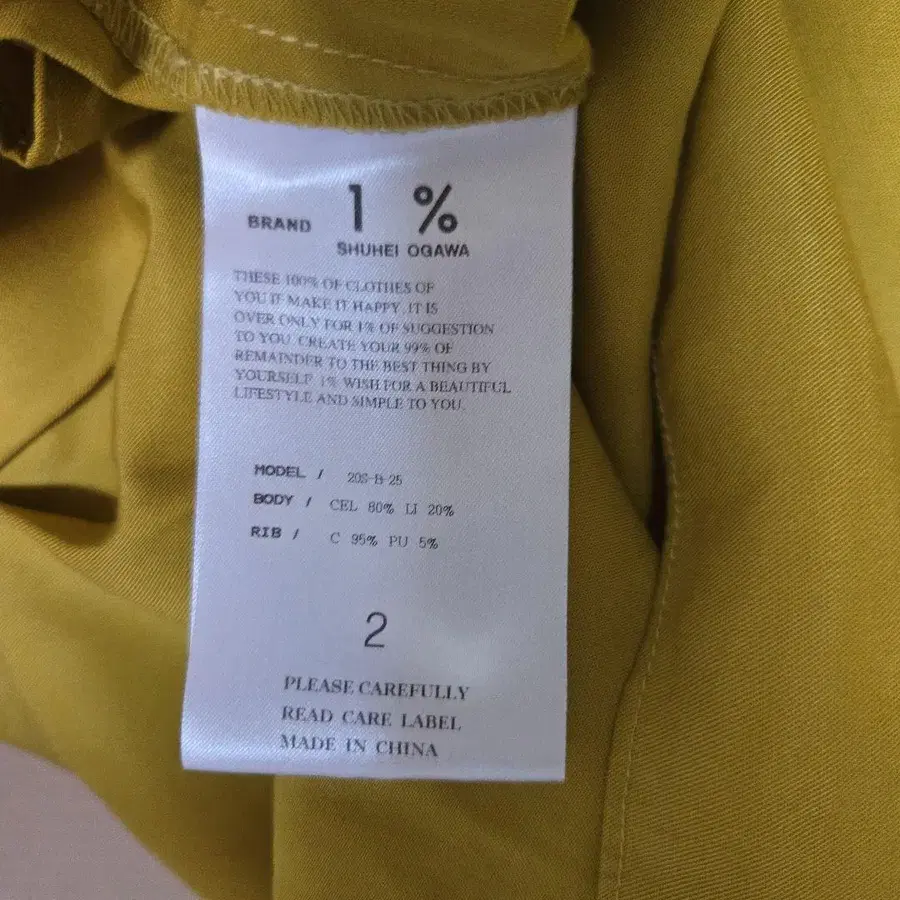 BRAND 1 %
SHUHEI OGAWA
THESE 100% OF CLOTHES OF
YOU IF MAKE IT HAPPY. IT IS
OVER ONLY FOR 1% OF SUGGESTION
TO YOU. CREATE YOUR 99% OF
REMAINDER TO THE BEST THING BY
YOURSELF. 1% WISH FOR A BEAUTIFUL
LIFESTYLE AND SIMPLE TO YOU.
MODEL / 20S-B-25
BODY / CEL 80% LI 20%
RIB / C 95% PU 5%
2
PLEASE CAREFULLY
READ CARE LABEL
MADE IN CHINA